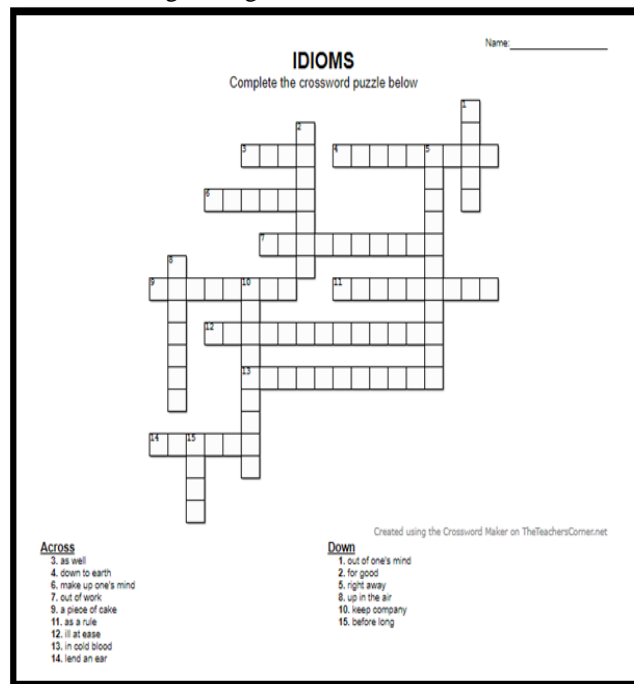 Name:
IDIOMS
Complete the crossword puzzle below
1
2
3 4 5
6
7
8
9 10 11
12
13
14 15
Created using the Crossword Maker on TheTeachersCorner.net
Across
3. as well
4. down to earth
6. make up one's mind
7. out of work
9. a piece of cake
11. as a rule
12. ill at ease
13. in cold blood
14. lend an ear
Down
1. out of one's mind
2. for good
5. right away
8. up in the air
10. keep company
15. before long